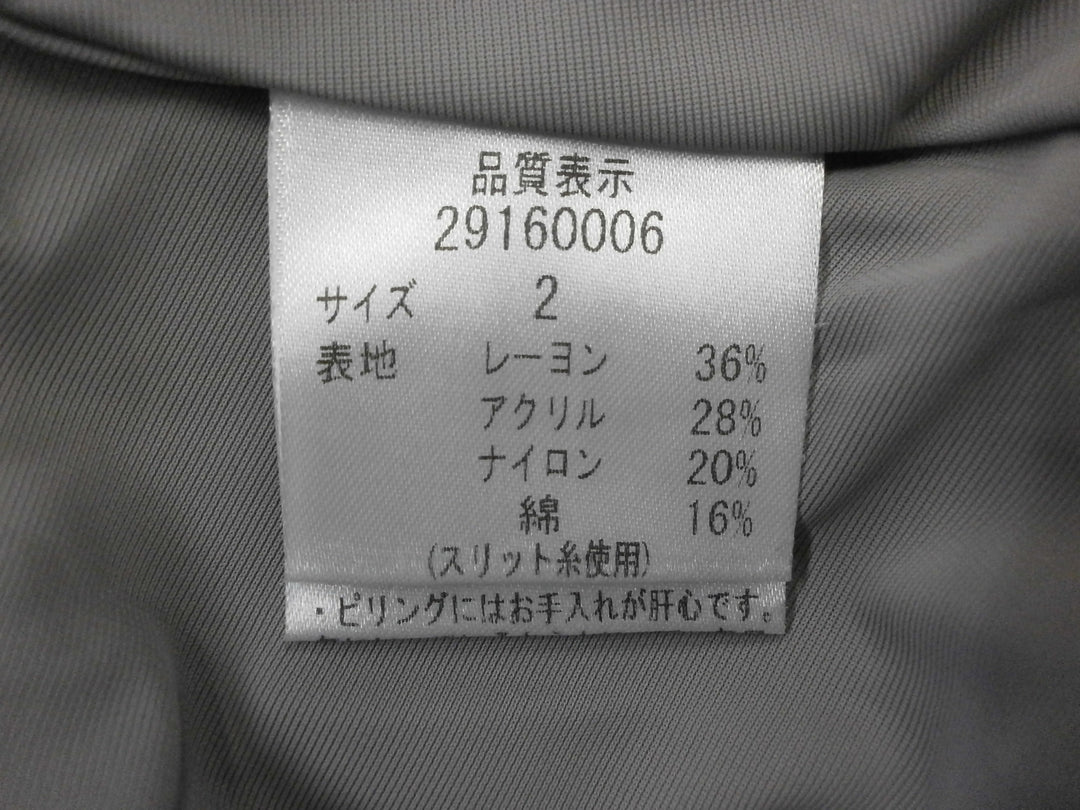 品質表示
29160006
サイズ 2
表地 レーヨン 36%
アクリル 28%
ナイロン 20%
綿 16%
(スリット糸使用)
・ピリングにはお手入れが肝心です。